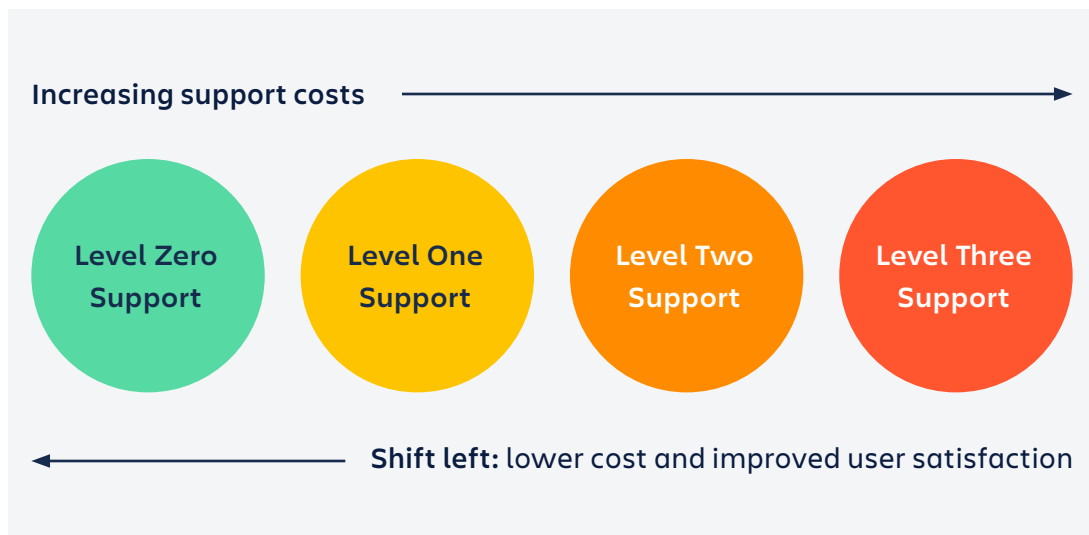 Increasing support costs
Level Zero
Support
Level One
Support
Level Two
Support
Level Three
Support
Shift left: lower cost and improved user satisfaction